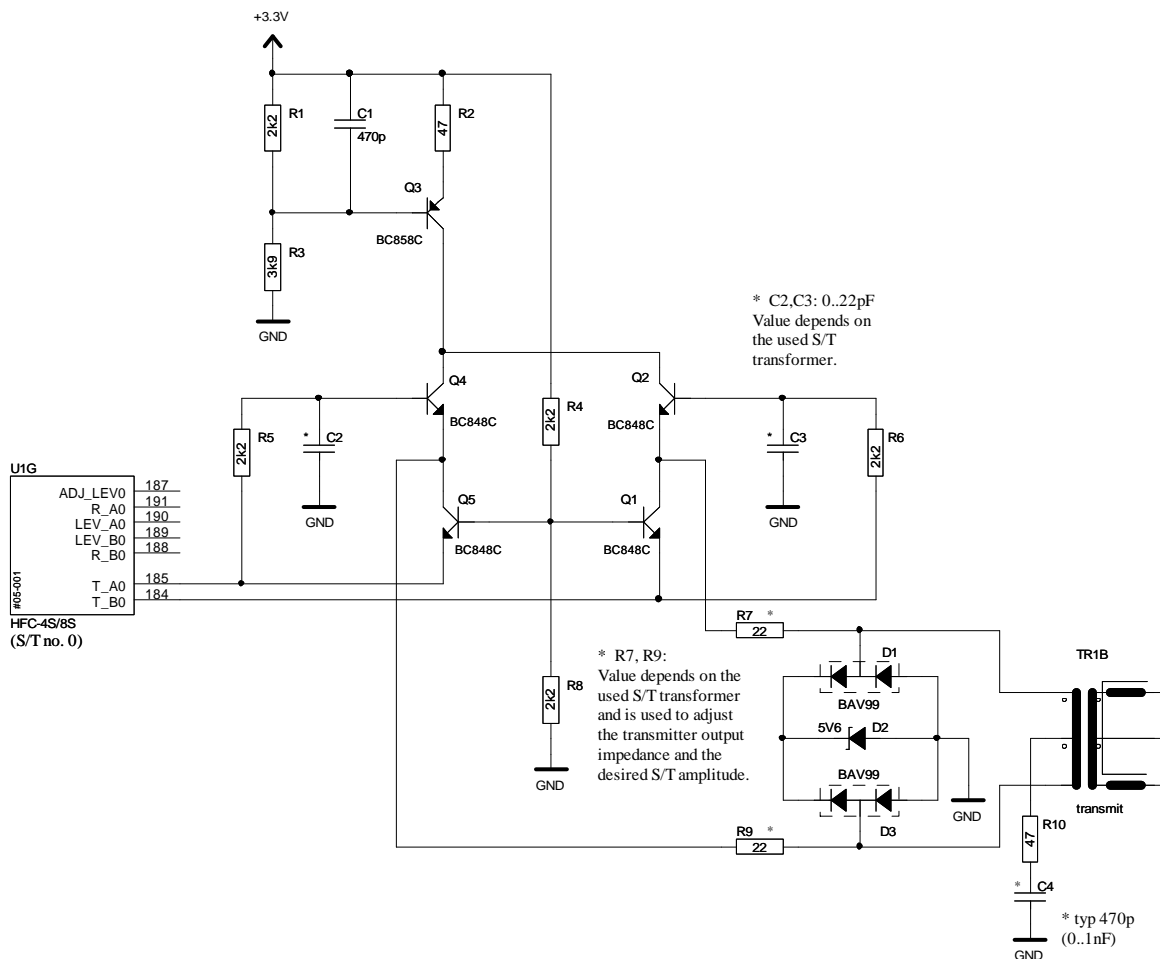 +3.3V
R1
2k2
C1
470p
R2
47
Q3
BC858C
R3
3k9
GND
* C2,C3: 0..22pF
Value depends on
the used S/T
transformer.
Q4
BC848C
Q2
BC848C
R4
2k2
R5
2k2
*
C2
GND
*
C3
GND
R6
2k2
U1G
ADJ_LEV0 187
R_A0 191
LEV_A0 190
LEV_B0 189
R_B0 188
T_A0 185
T_B0 184
#05-001
HFC-4S/8S
(S/T no. 0)
Q5
BC848C
Q1
BC848C
R7 *
22
* R7, R9:
Value depends on the
used S/T transformer
and is used to adjust
the transmitter output
impedance and the
desired S/T amplitude.
R8
2k2
GND
D1
BAV99
5V6 D2
BAV99
D3
GND
R9 *
22
TR1B
transmit
R10
47
*
C4
* typ 470p
(0..1nF)
GND